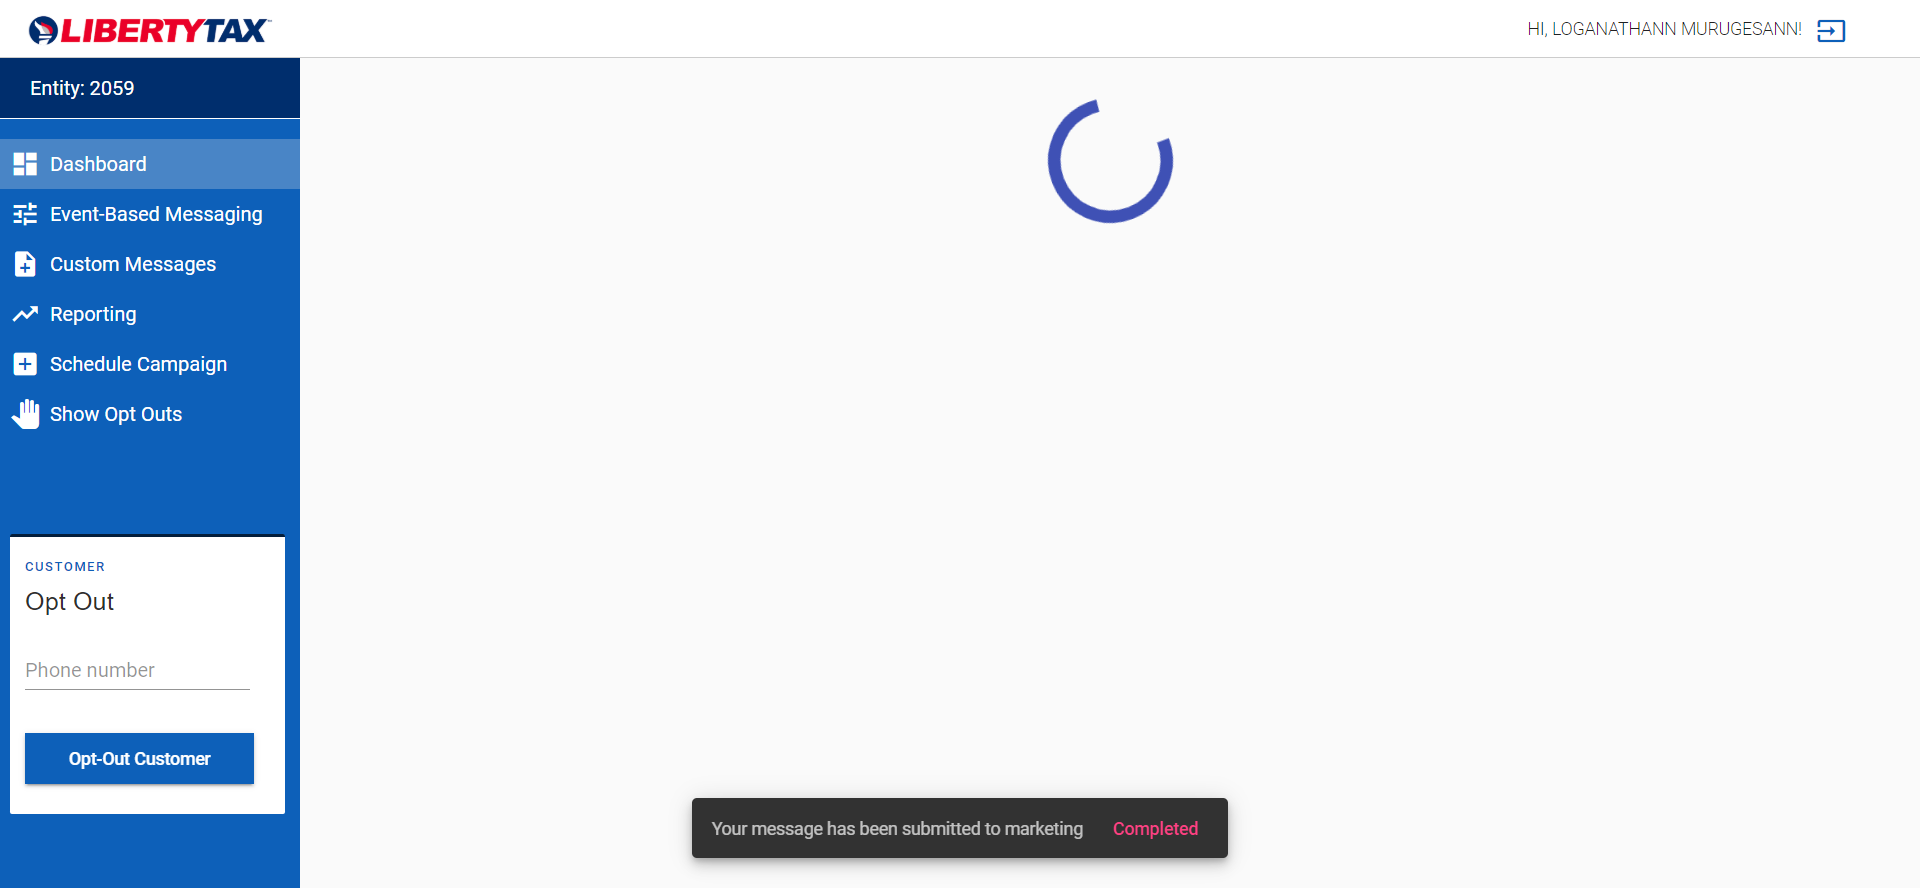 LIBERTYTAX™
HI, LOGANATHANN MURUGESANN!
Entity: 2059
Dashboard
Event-Based Messaging
Custom Messages
Reporting
Schedule Campaign
Show Opt Outs
CUSTOMER
Opt Out
Phone number
Opt-Out Customer
Your message has been submitted to marketing Completed